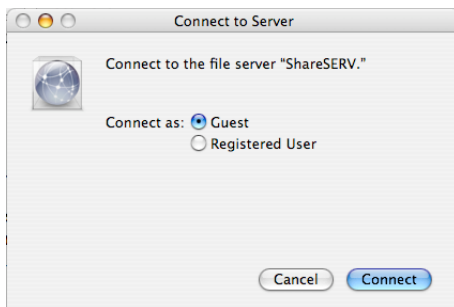 Connect to Server
Connect to the file server “ShareSERV.”
Connect as: Guest
Registered User
Cancel Connect